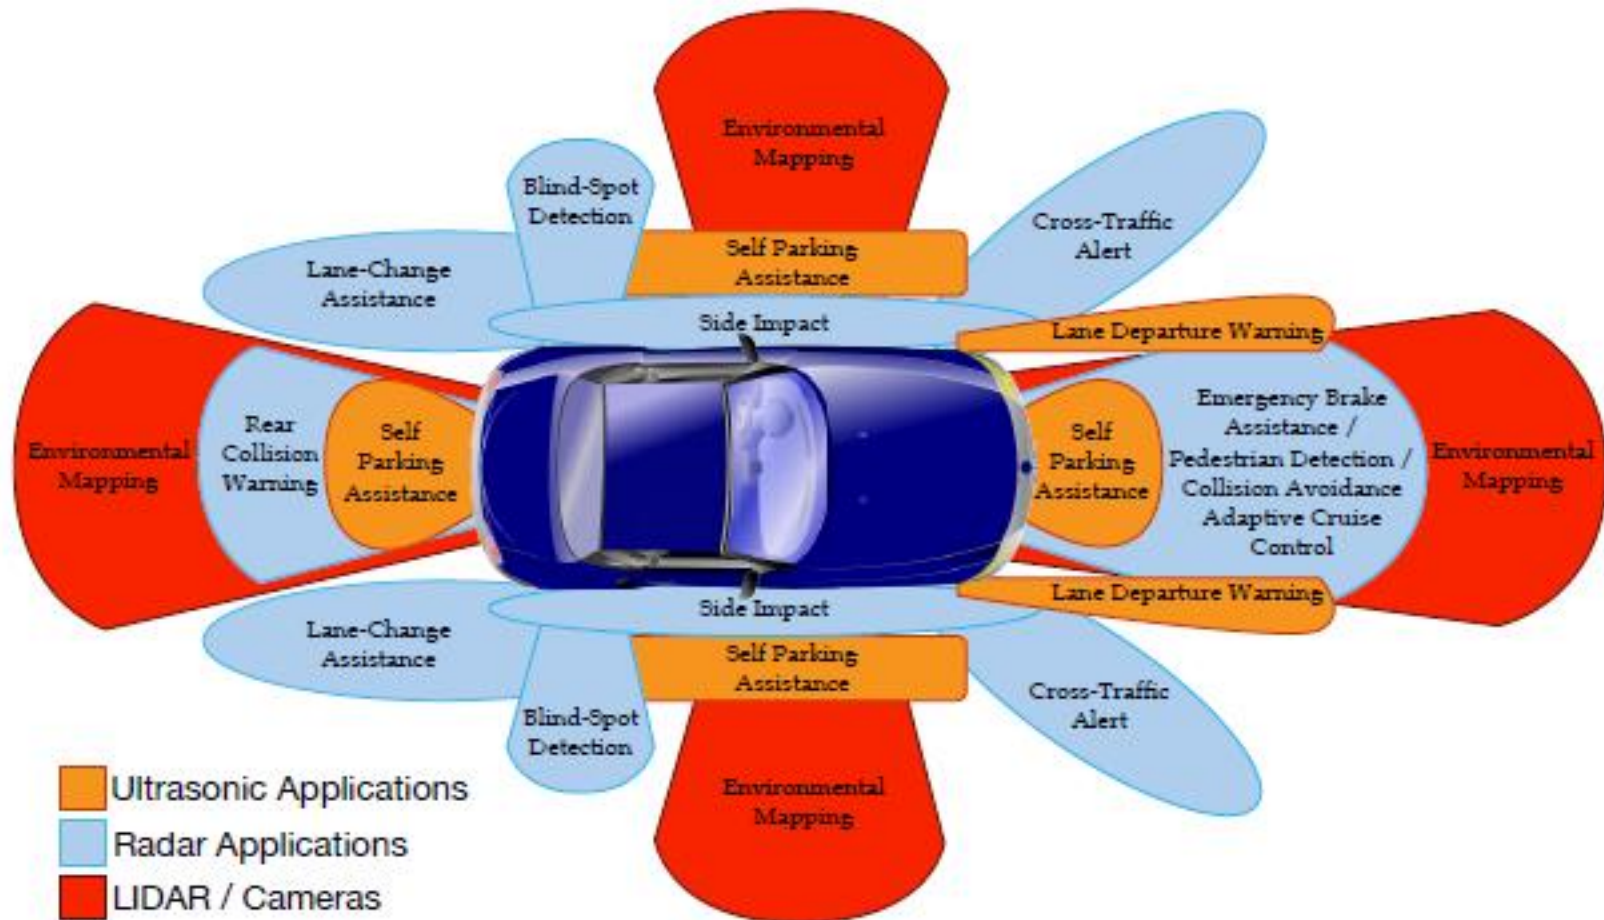 Environmental
Mapping
Blind-Spot
Detection
Cross-Traffic
Alert
Self Parking
Assistance
Lane-Change
Assistance
Side Impact
Lane Departure Warning
Environmental
Mapping
Rear
Collision
Warning
Self
Parking
Assistance
Self
Parking
Assistance
Emergency Brake
Assistance /
Pedestrian Detection /
Collision Avoidance
Adaptive Cruise
Control
Environmental
Mapping
Lane Departure Warning
Side Impact
Lane-Change
Assistance
Self Parking
Assistance
Cross-Traffic
Alert
Blind-Spot
Detection
Environmental
Mapping
Ultrasonic Applications
Radar Applications
LIDAR / Cameras